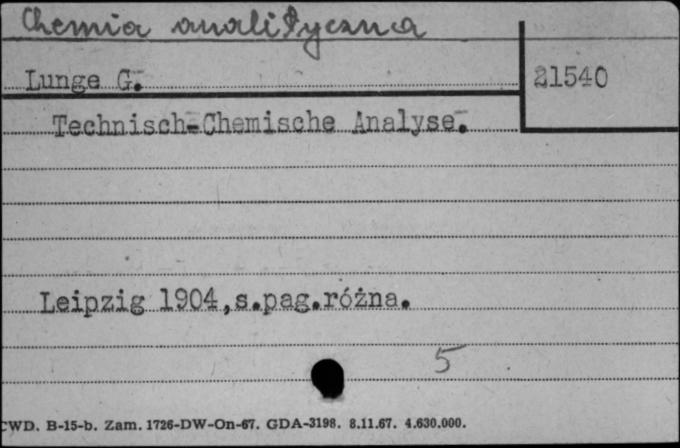 Chemia analityczna
Lunge G.
21540
Technisch-Chemische Analyse.
Leipzig 1904,s.pag.różna.
5
CWD. B-15-b. Zam. 1726-DW-On-67. GDA-3198. 8.11.67. 4.630.000.